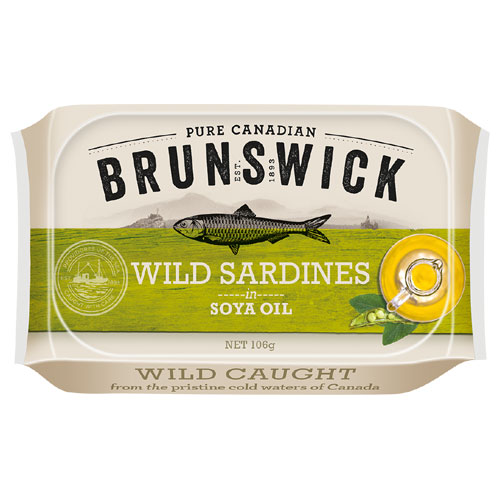 PURE CANADIAN
BRUNSWICK
EST. 1893
WILD SARDINES
in
SOYA OIL
NET 106g
WILD CAUGHT
from the pristine cold waters of Canada